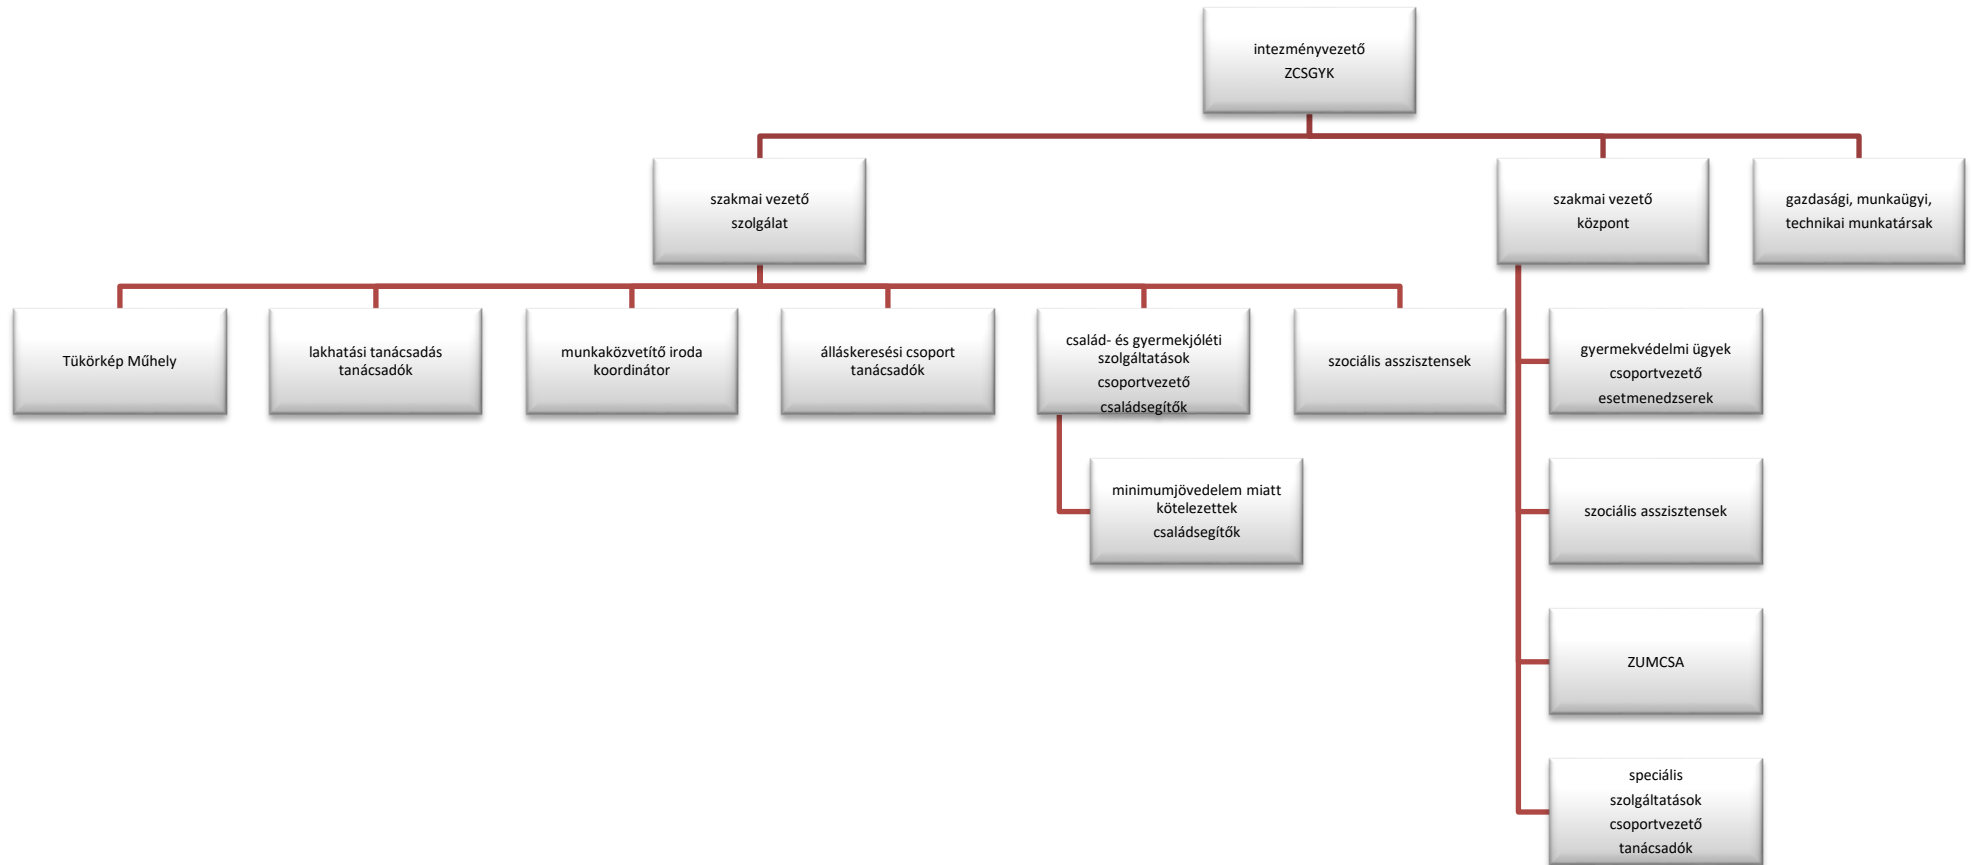 intezményvezető
ZCSGYK
szakmai vezető
szolgálat
szakmai vezető
központ
gazdasági, munkaügyi,
technikai munkatársak
Tükörkép Műhely
lakhatási tanácsadás
tanácsadók
munkaközvetítő iroda
koordinátor
álláskeresési csoport
tanácsadók
család- és gyermekjóléti
szolgáltatások
csoportvezető
családsegítők
szociális asszisztensek
gyermekvédelmi ügyek
csoportvezető
esetmenedzserek
minimumjövedelem miatt
kötelezettek
családsegítők
szociális asszisztensek
ZUMCSA
speciális
szolgáltatások
csoportvezető
tanácsadók